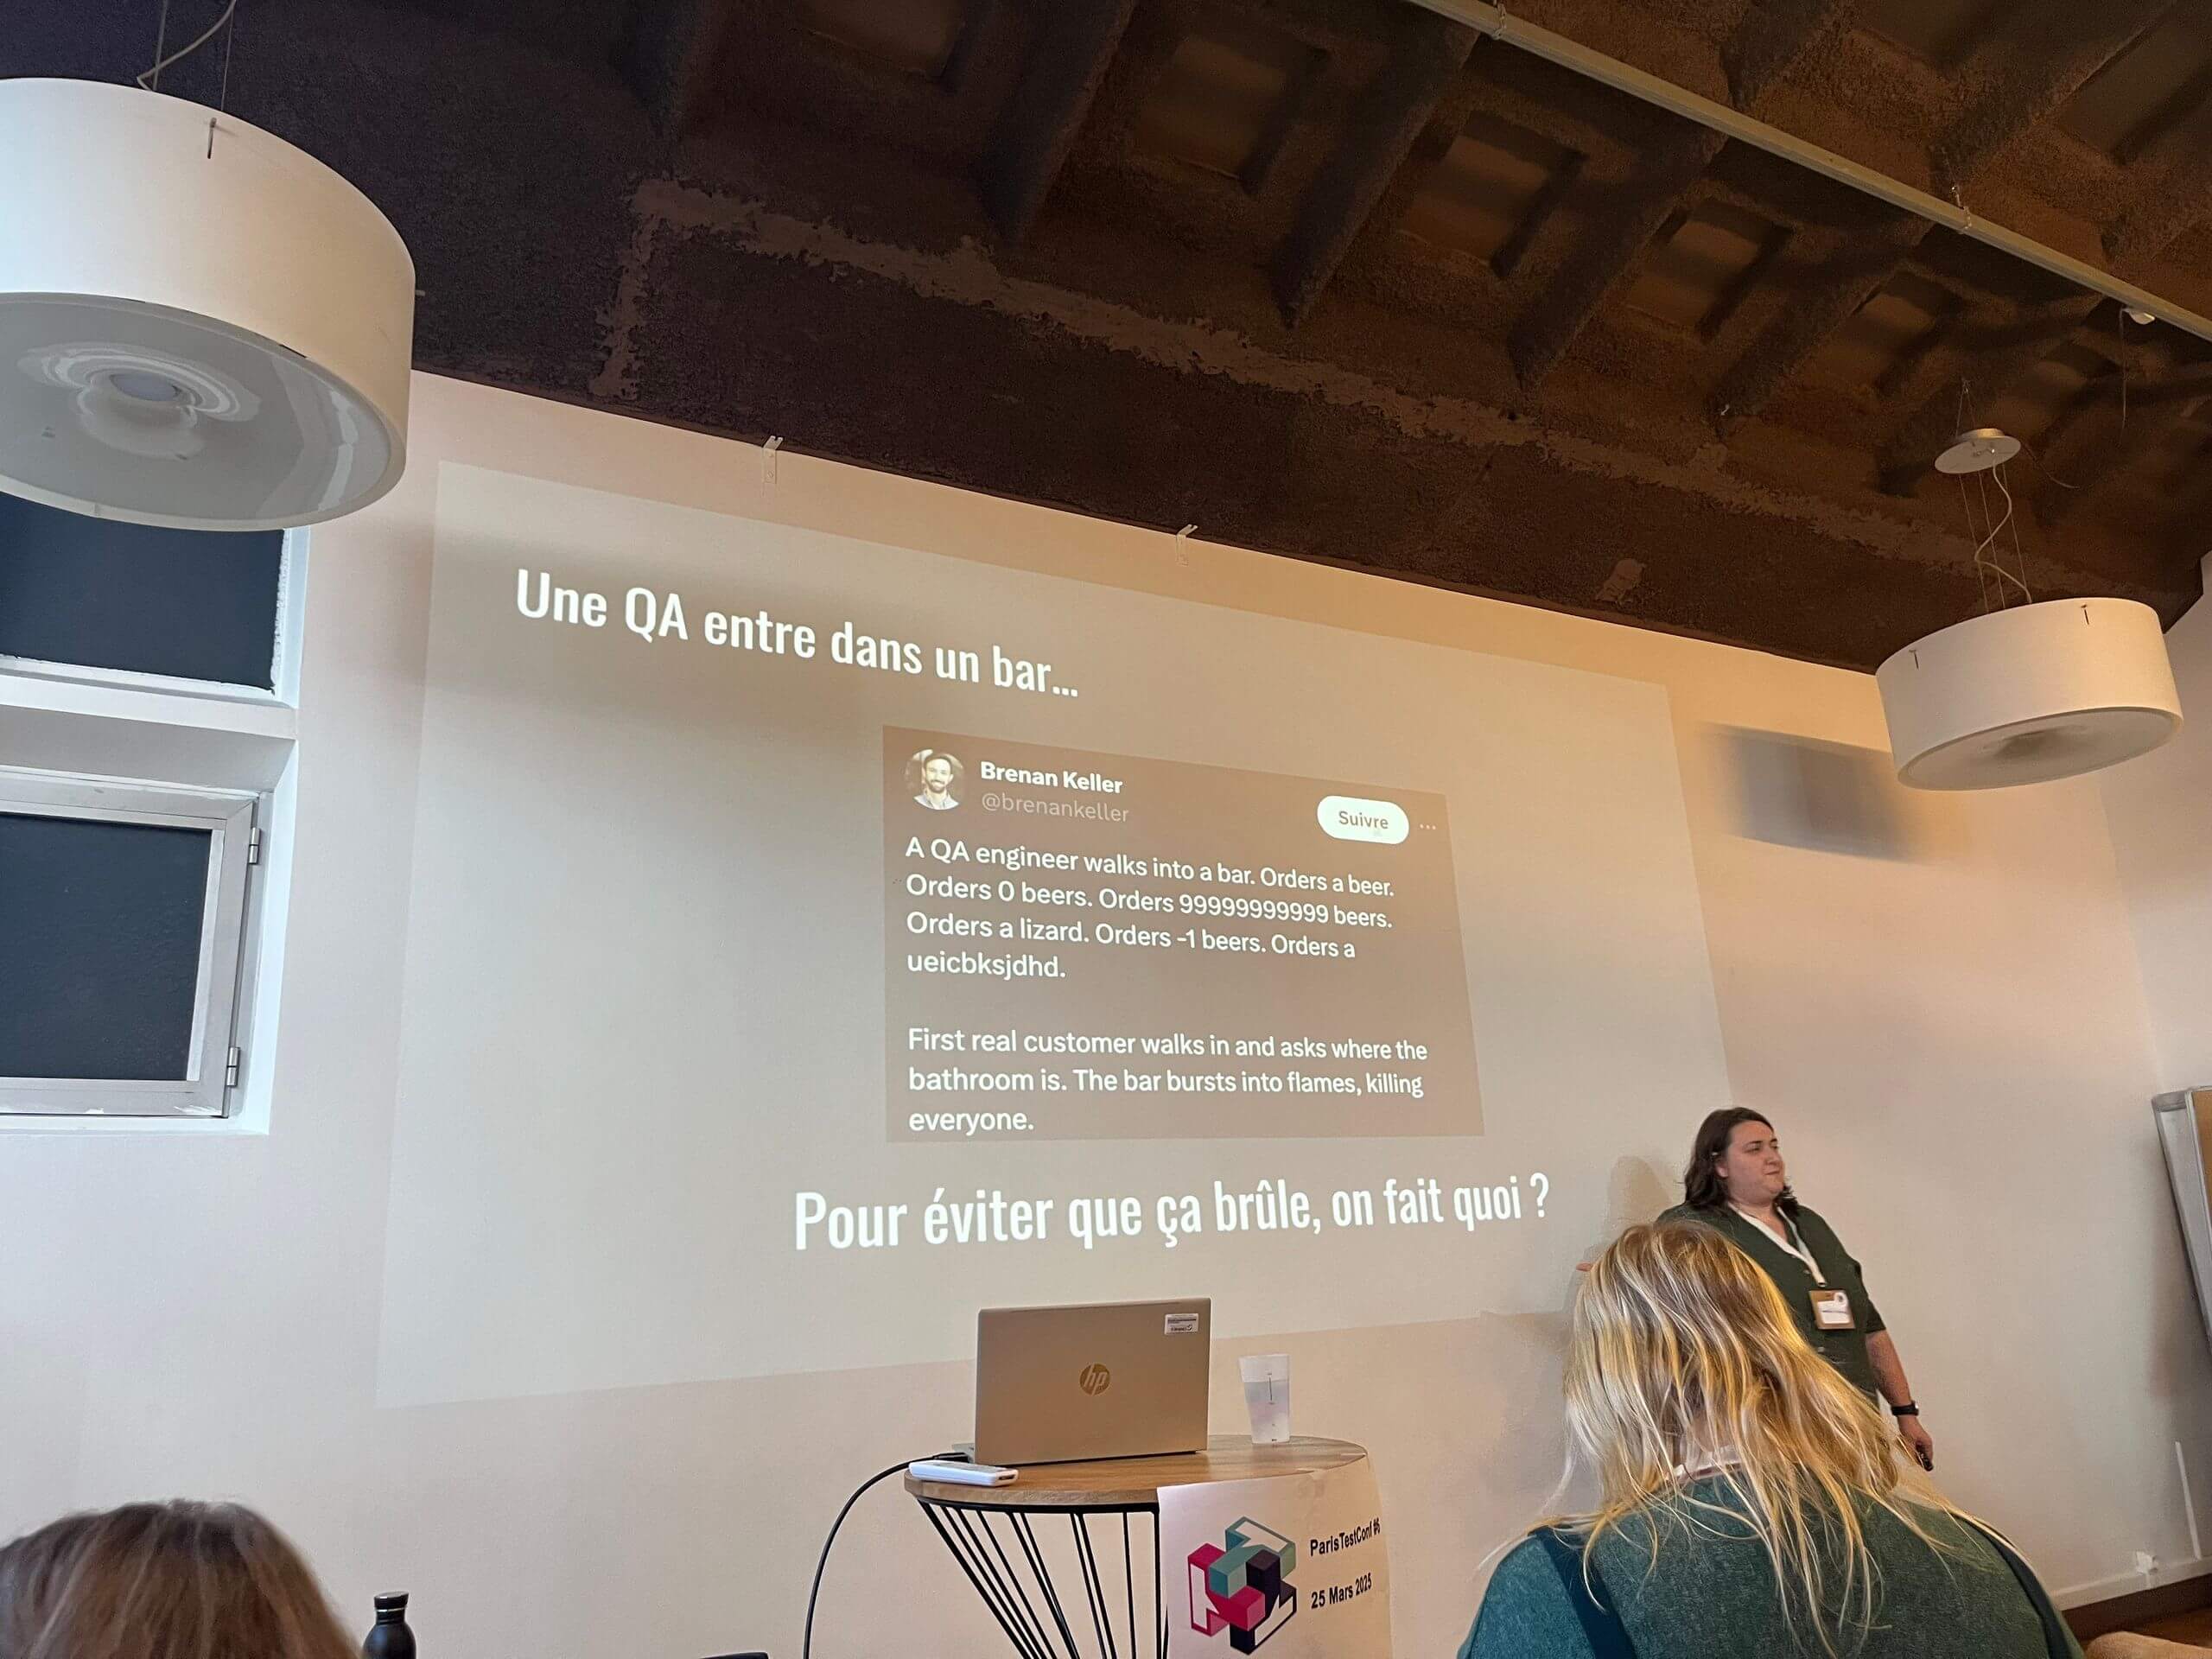 Une QA entre dans un bar...
Brenan Keller
@brenankeller
Suivre
...
A QA engineer walks into a bar. Orders a beer.
Orders 0 beers. Orders 99999999999 beers.
Orders a lizard. Orders -1 beers. Orders a
ueicbksjdhd.
First real customer walks in and asks where the
bathroom is. The bar bursts into flames, killing
everyone.
Pour éviter que ça brûle, on fait quoi ?
hp
ParisTestConf #6
25 Mars 2025